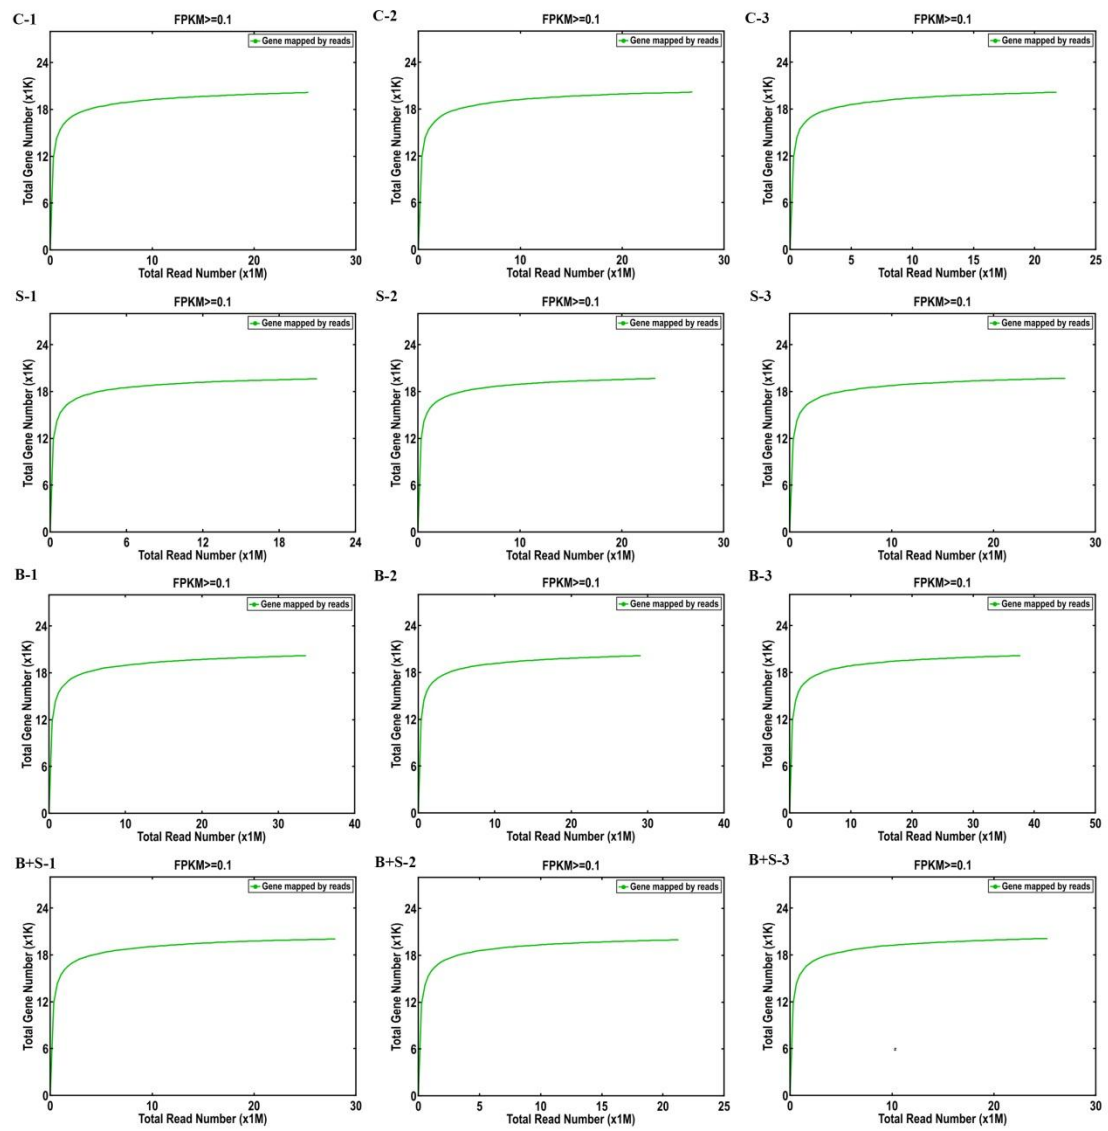 C-1
FPKM>=0.1
Gene mapped by reads
24
18
12
6
0
Total Gene Number (x1K)
0 10 20 30
Total Read Number (x1M)
C-2
FPKM>=0.1
Gene mapped by reads
24
18
12
6
0
Total Gene Number (x1K)
0 10 20 30
Total Read Number (x1M)
C-3
FPKM>=0.1
Gene mapped by reads
24
18
12
6
0
Total Gene Number (x1K)
0 5 10 15 20 25
Total Read Number (x1M)
S-1
FPKM>=0.1
Gene mapped by reads
24
18
12
6
0
Total Gene Number (x1K)
0 6 12 18 24
Total Read Number (x1M)
S-2
FPKM>=0.1
Gene mapped by reads
24
18
12
6
0
Total Gene Number (x1K)
0 10 20 30
Total Read Number (x1M)
S-3
FPKM>=0.1
Gene mapped by reads
24
18
12
6
0
Total Gene Number (x1K)
0 10 20 30
Total Read Number (x1M)
B-1
FPKM>=0.1
Gene mapped by reads
24
18
12
6
0
Total Gene Number (x1K)
0 10 20 30 40
Total Read Number (x1M)
B-2
FPKM>=0.1
Gene mapped by reads
24
18
12
6
0
Total Gene Number (x1K)
0 10 20 30 40
Total Read Number (x1M)
B-3
FPKM>=0.1
Gene mapped by reads
24
18
12
6
0
Total Gene Number (x1K)
0 10 20 30 40 50
Total Read Number (x1M)
B+S-1
FPKM>=0.1
Gene mapped by reads
24
18
12
6
0
Total Gene Number (x1K)
0 10 20 30
Total Read Number (x1M)
B+S-2
FPKM>=0.1
Gene mapped by reads
24
18
12
6
0
Total Gene Number (x1K)
0 5 10 15 20 25
Total Read Number (x1M)
B+S-3
FPKM>=0.1
Gene mapped by reads
24
18
12
6
0
Total Gene Number (x1K)
0 10 20 30
Total Read Number (x1M)